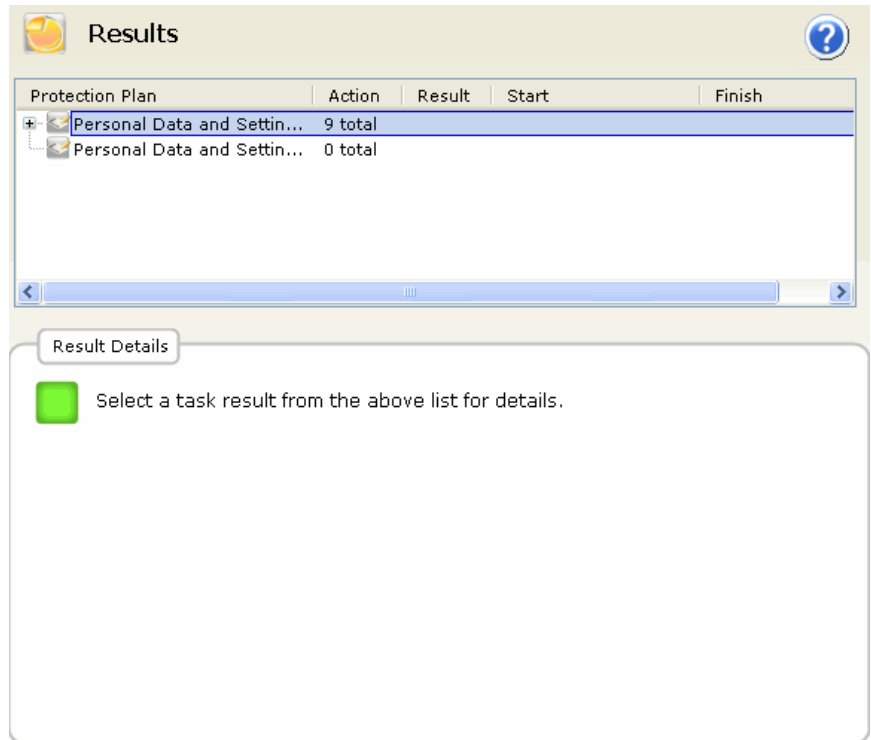 Results
?
Protection Plan Action Result Start Finish
Personal Data and Settin... 9 total
Personal Data and Settin... 0 total
Result Details
Select a task result from the above list for details.